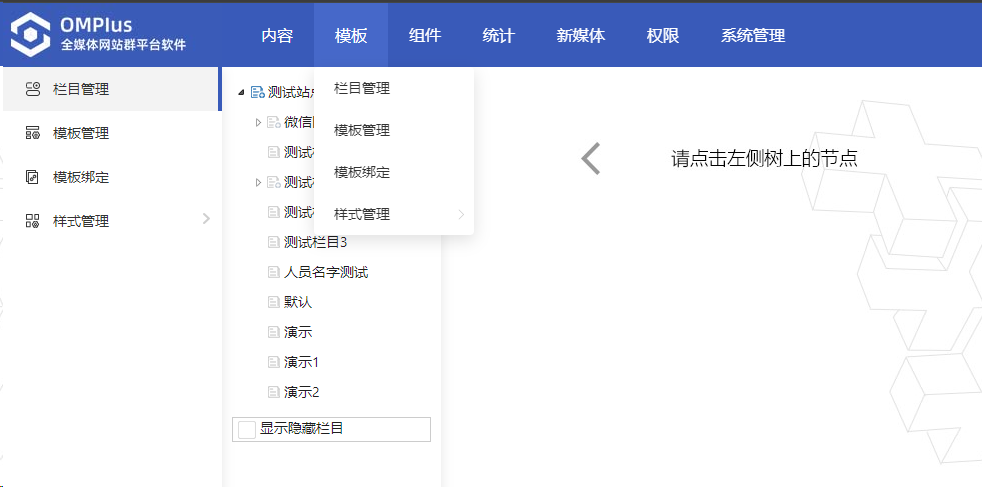 OMPlus
全媒体网站群平台软件
内容 模板 组件 统计 新媒体 权限 系统管理
栏目管理
模板管理
模板绑定
样式管理
栏目管理
模板管理
模板绑定
样式管理
测试站
微信
测试
测试
测试
测试栏目3
人员名字测试
默认
演示
演示1
演示2
显示隐藏栏目
请点击左侧树上的节点